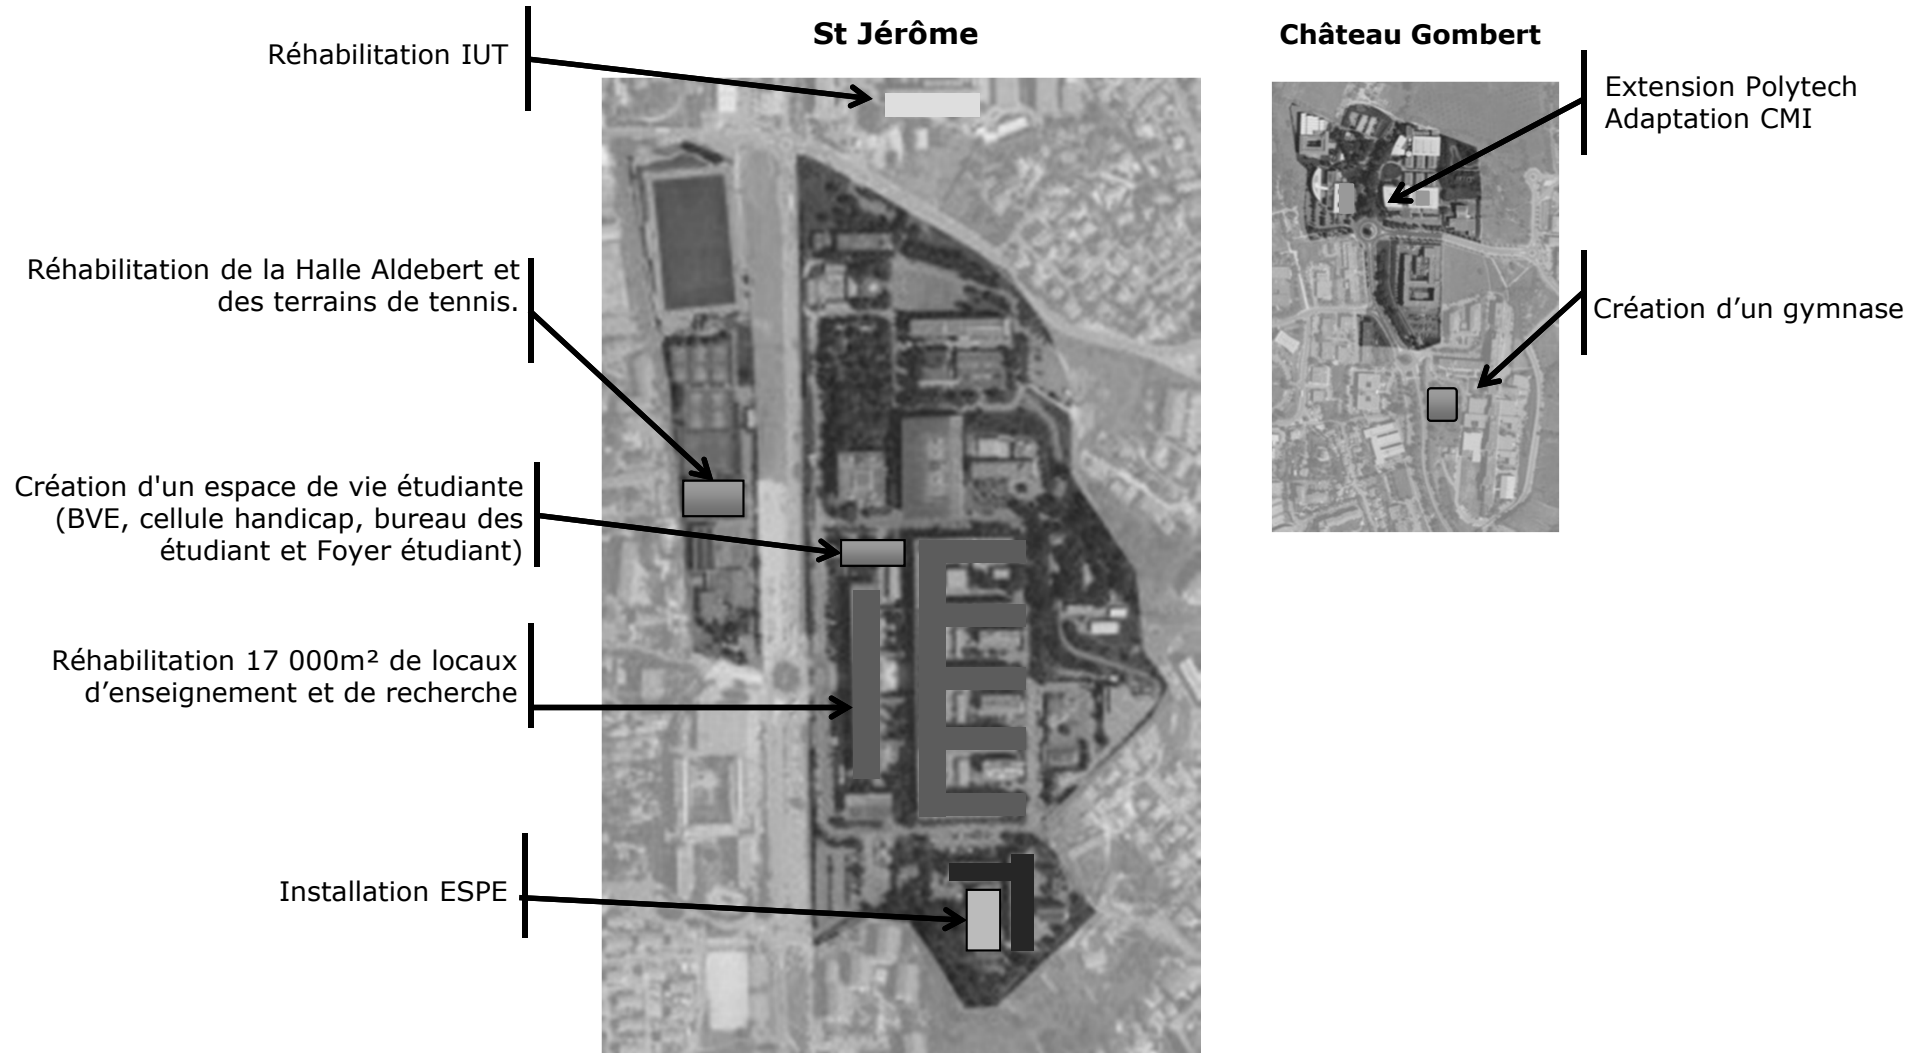 St Jérôme
Réhabilitation IUT
Réhabilitation de la Halle Aldebert et
des terrains de tennis.
Création d'un espace de vie étudiante
(BVE, cellule handicap, bureau des
étudiant et Foyer étudiant)
Réhabilitation 17 000m² de locaux
d’enseignement et de recherche
Installation ESPE
Château Gombert
Extension Polytech
Adaptation CMI
Création d’un gymnase